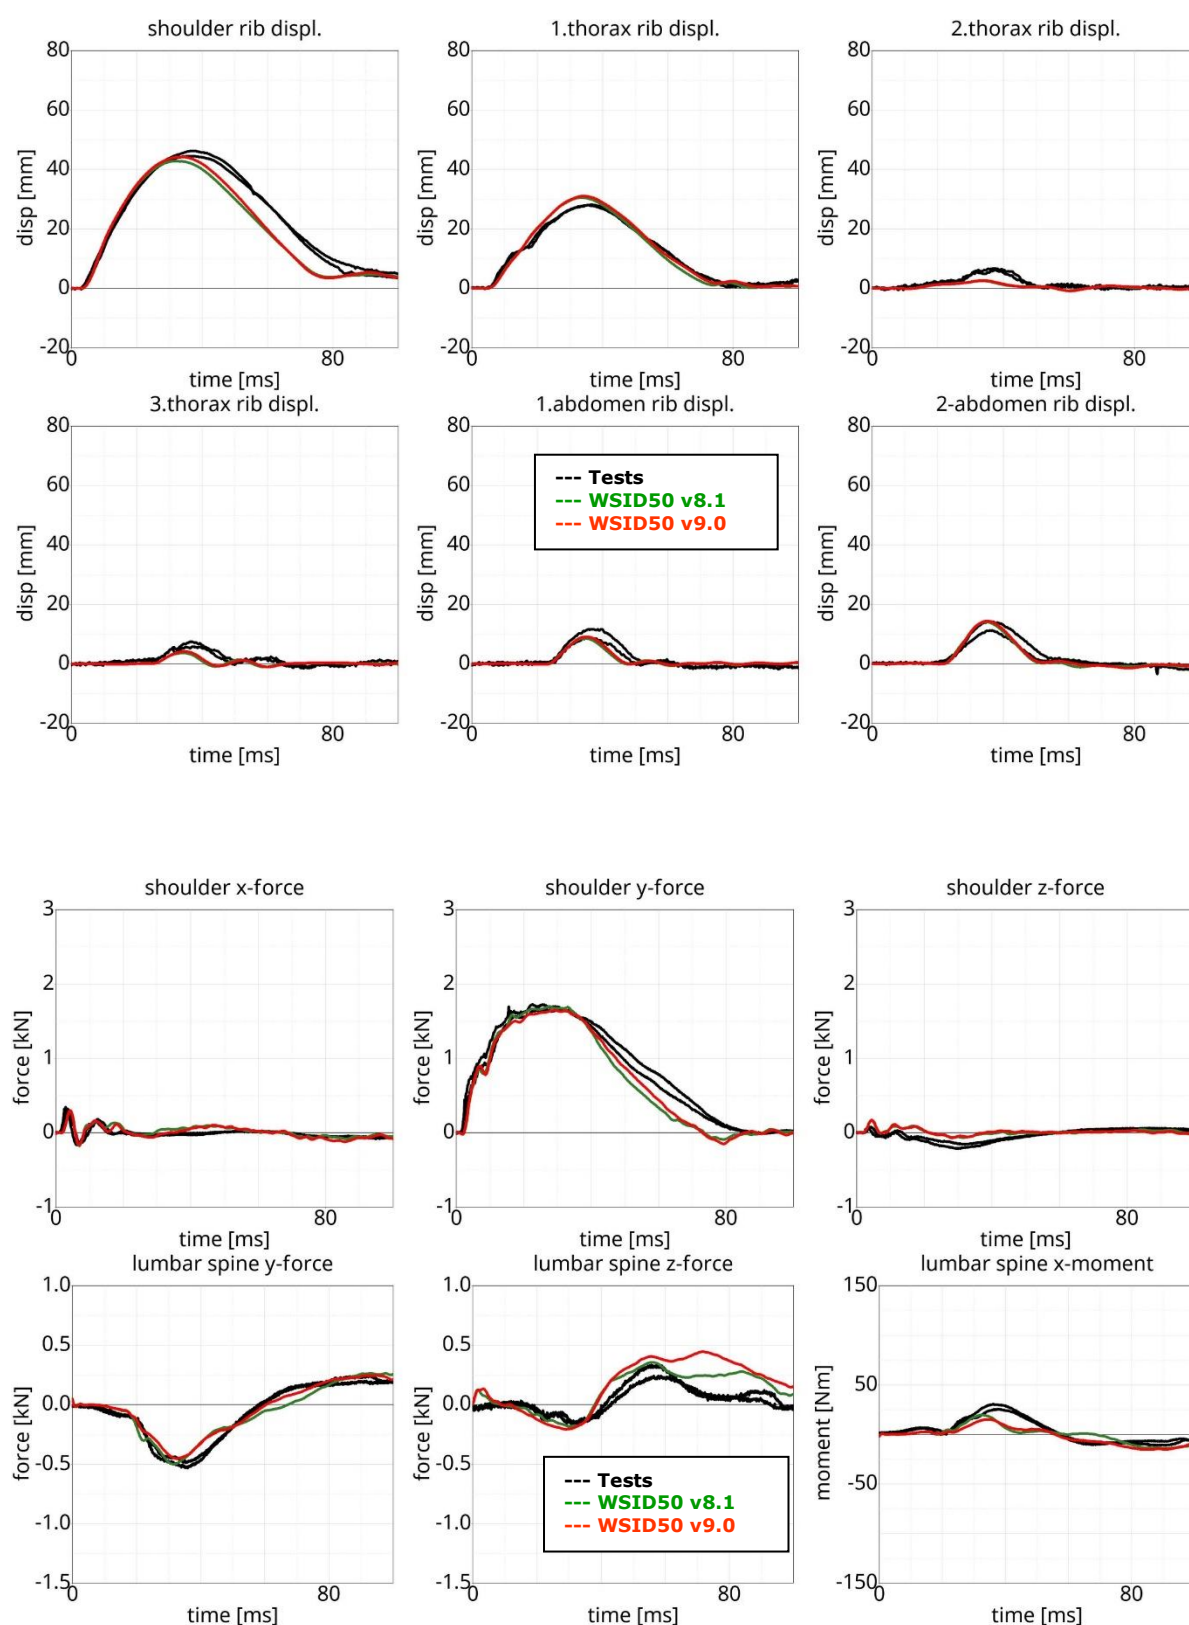 shoulder rib displ.
1.thorax rib displ.
2.thorax rib displ.
80
60
40
20
0
-20
disp [mm]
0
80
time [ms]
80
60
40
20
0
-20
disp [mm]
0
80
time [ms]
80
60
40
20
0
-20
disp [mm]
0
80
time [ms]
3.thorax rib displ.
1.abdomen rib displ.
2-abdomen rib displ.
80
60
40
20
0
-20
disp [mm]
0
80
time [ms]
80
60
40
20
0
-20
disp [mm]
0
80
time [ms]
--- Tests
--- WSID50 v8.1
--- WSID50 v9.0
80
60
40
20
0
-20
disp [mm]
0
80
time [ms]
shoulder x-force
shoulder y-force
shoulder z-force
3
2
1
0
-1
force [kN]
0
80
time [ms]
3
2
1
0
-1
force [kN]
0
80
time [ms]
3
2
1
0
-1
force [kN]
0
80
time [ms]
lumbar spine y-force
lumbar spine z-force
lumbar spine x-moment
1.0
0.5
0.0
-0.5
-1.0
-1.5
force [kN]
0
80
time [ms]
1.0
0.5
0.0
-0.5
-1.0
-1.5
force [kN]
0
80
time [ms]
--- Tests
--- WSID50 v8.1
--- WSID50 v9.0
150
50
-50
-150
moment [Nm]
0
80
time [ms]